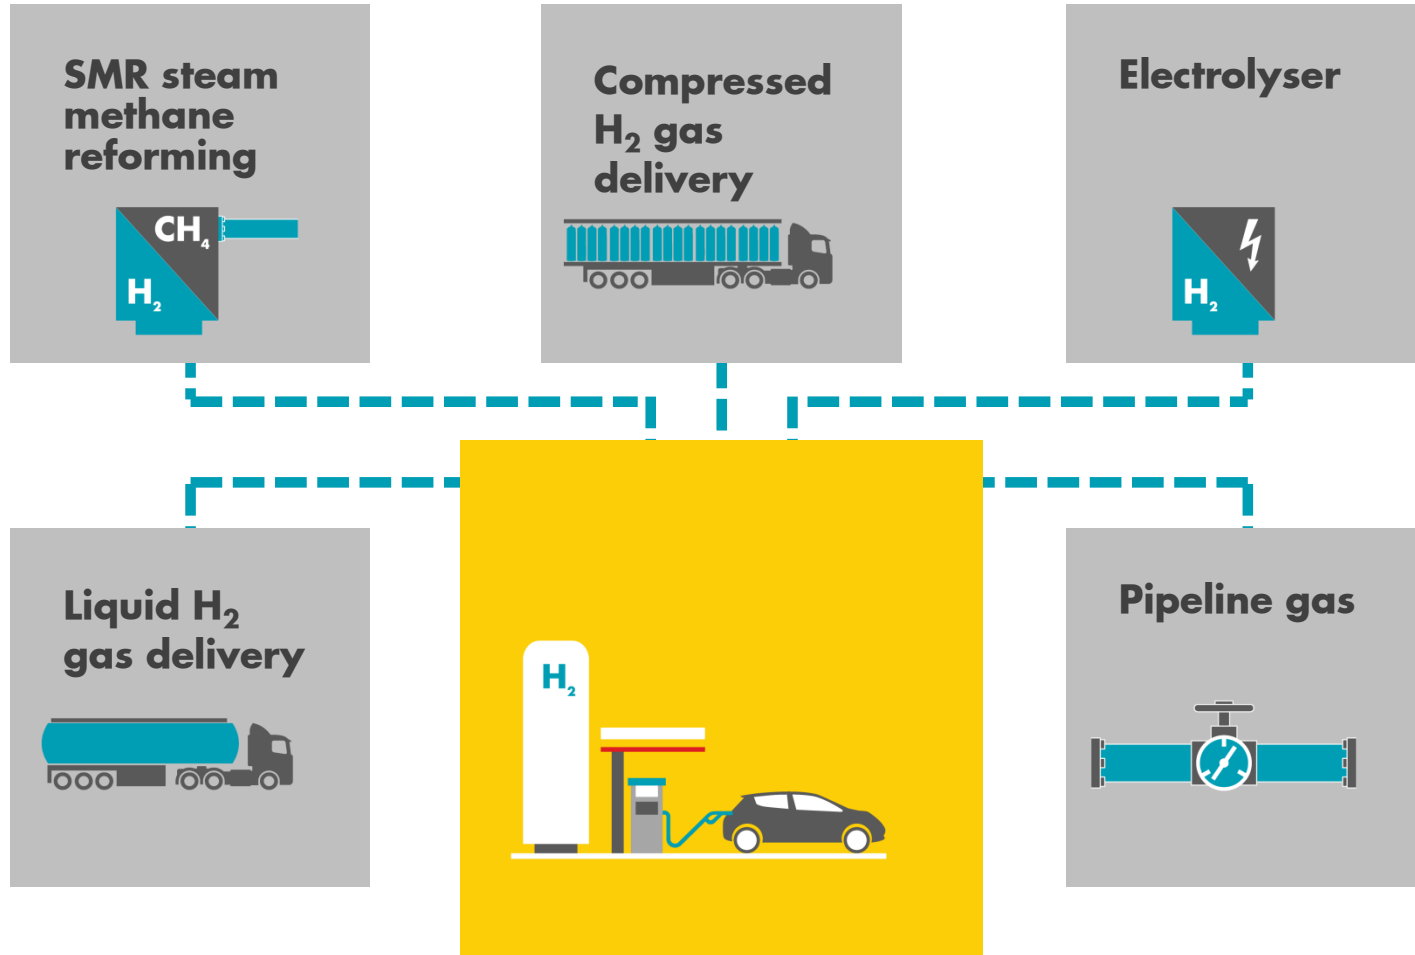 SMR steam
methane
reforming
CH₄
H₂
Compressed
H₂ gas
delivery
Electrolyser
H₂
Liquid H₂
gas delivery
H₂
Pipeline gas